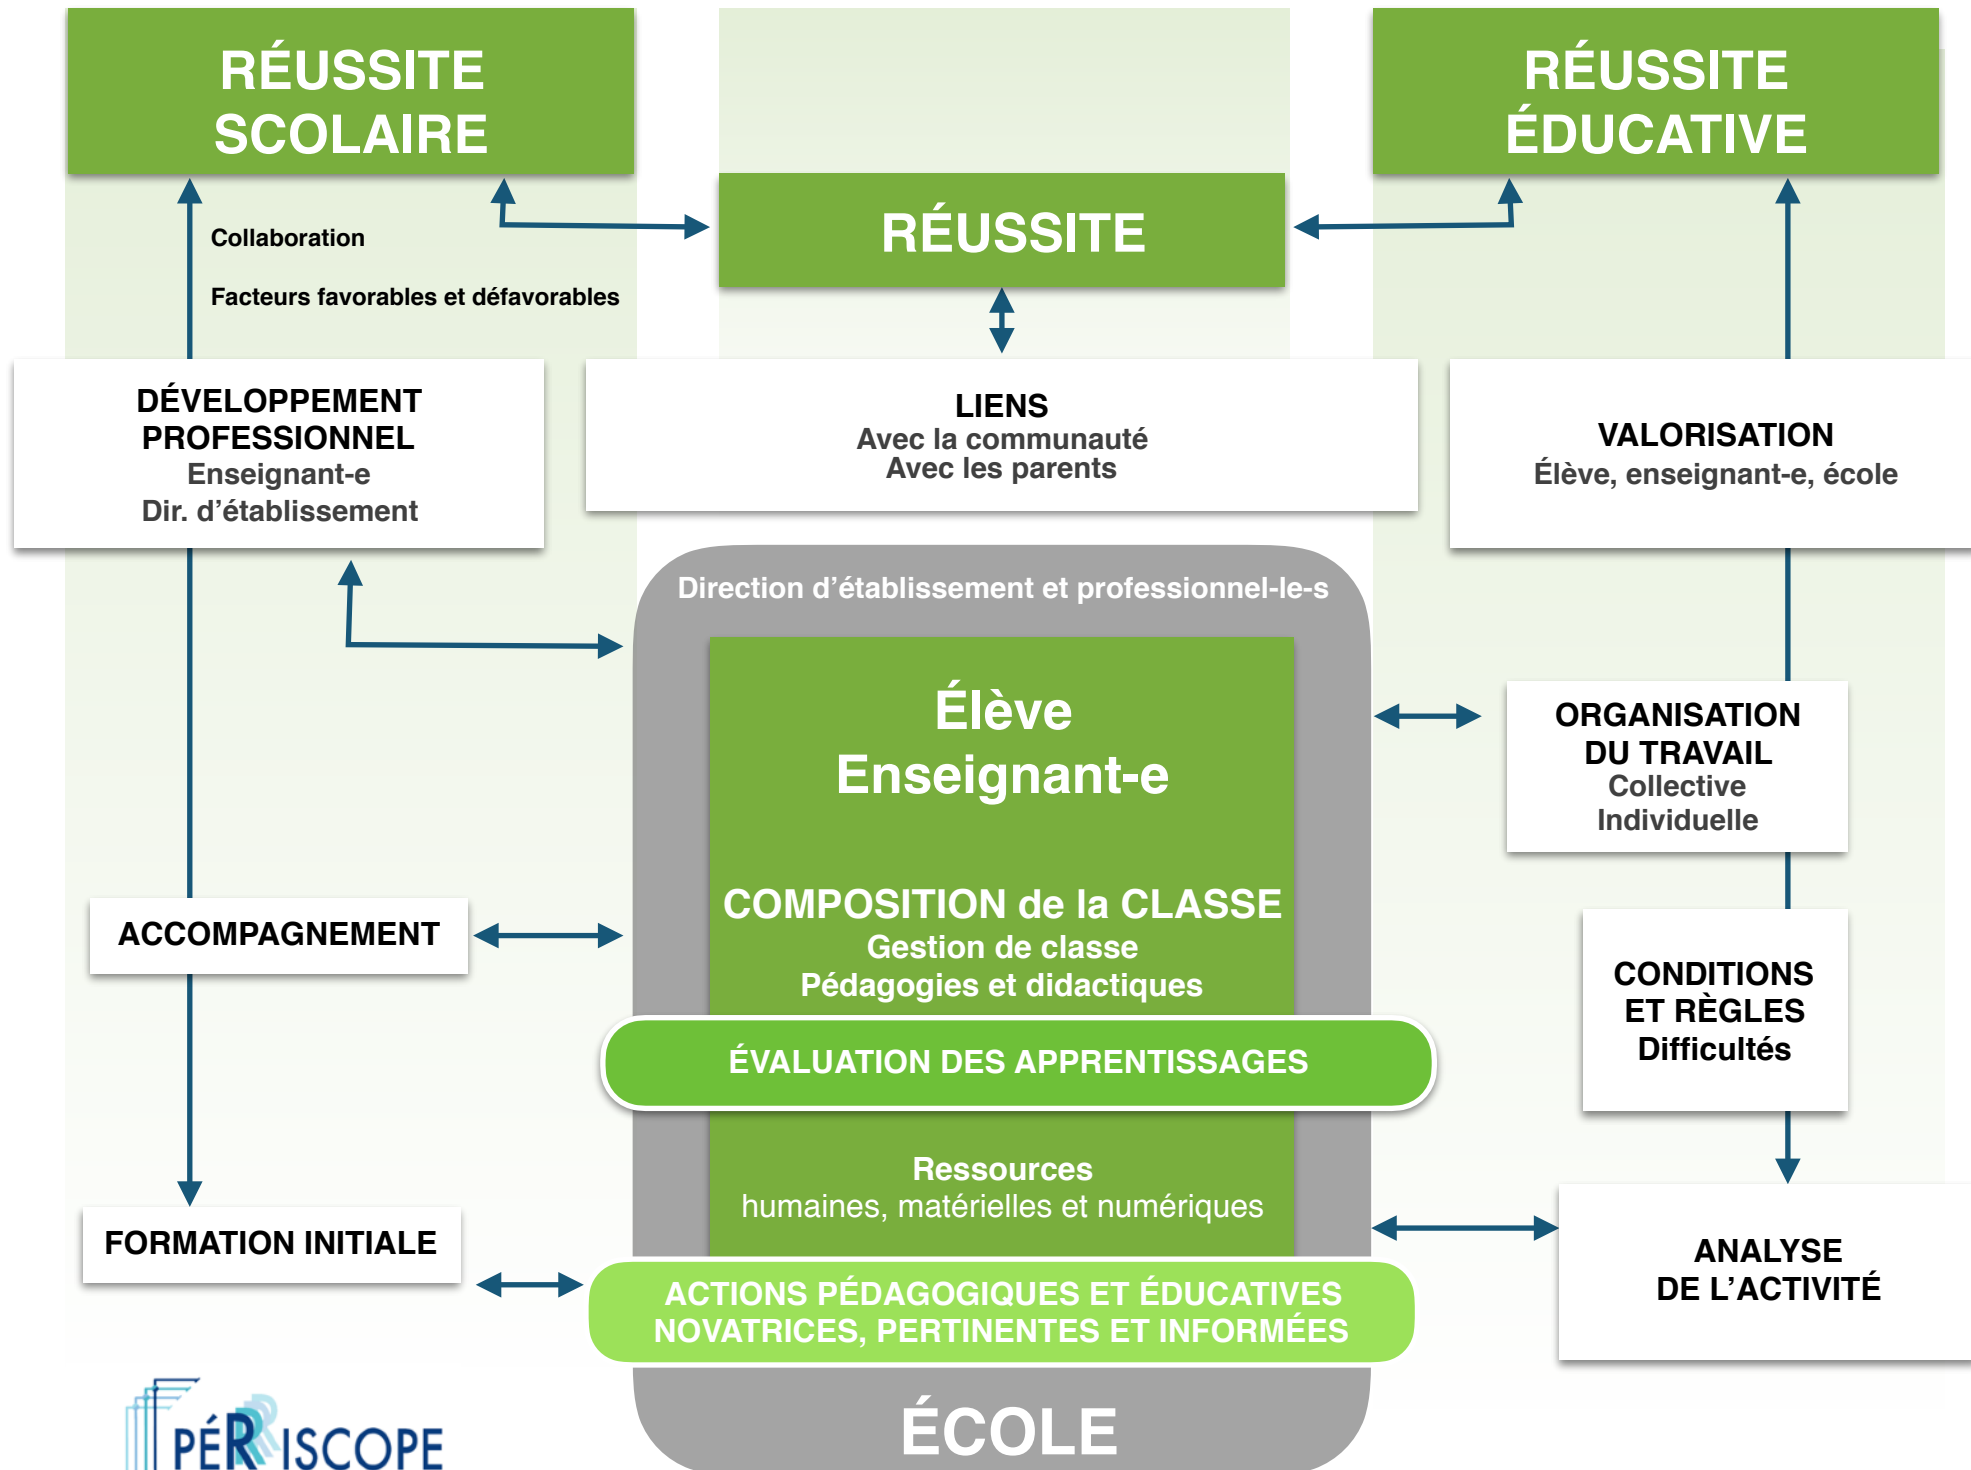 RÉUSSITE
SCOLAIRE
RÉUSSITE
RÉUSSITE
ÉDUCATIVE
Collaboration
Facteurs favorables et défavorables
DÉVELOPPEMENT
PROFESSIONNEL
Enseignant-e
Dir. d'établissement
LIENS
Avec la communauté
Avec les parents
VALORISATION
Élève, enseignant-e, école
Direction d'établissement et professionnel-le-s
Élève
Enseignant-e
COMPOSITION de la CLASSE
Gestion de classe
Pédagogies et didactiques
ÉVALUATION DES APPRENTISSAGES
Ressources
humaines, matérielles et numériques
ACTIONS PÉDAGOGIQUES ET ÉDUCATIVES
NOVATRICES, PERTINENTES ET INFORMÉES
ÉCOLE
ORGANISATION
DU TRAVAIL
Collective
Individuelle
CONDITIONS
ET RÈGLES
Difficultés
ANALYSE
DE L'ACTIVITÉ
ACCOMPAGNEMENT
FORMATION INITIALE
PÉRISCOPE